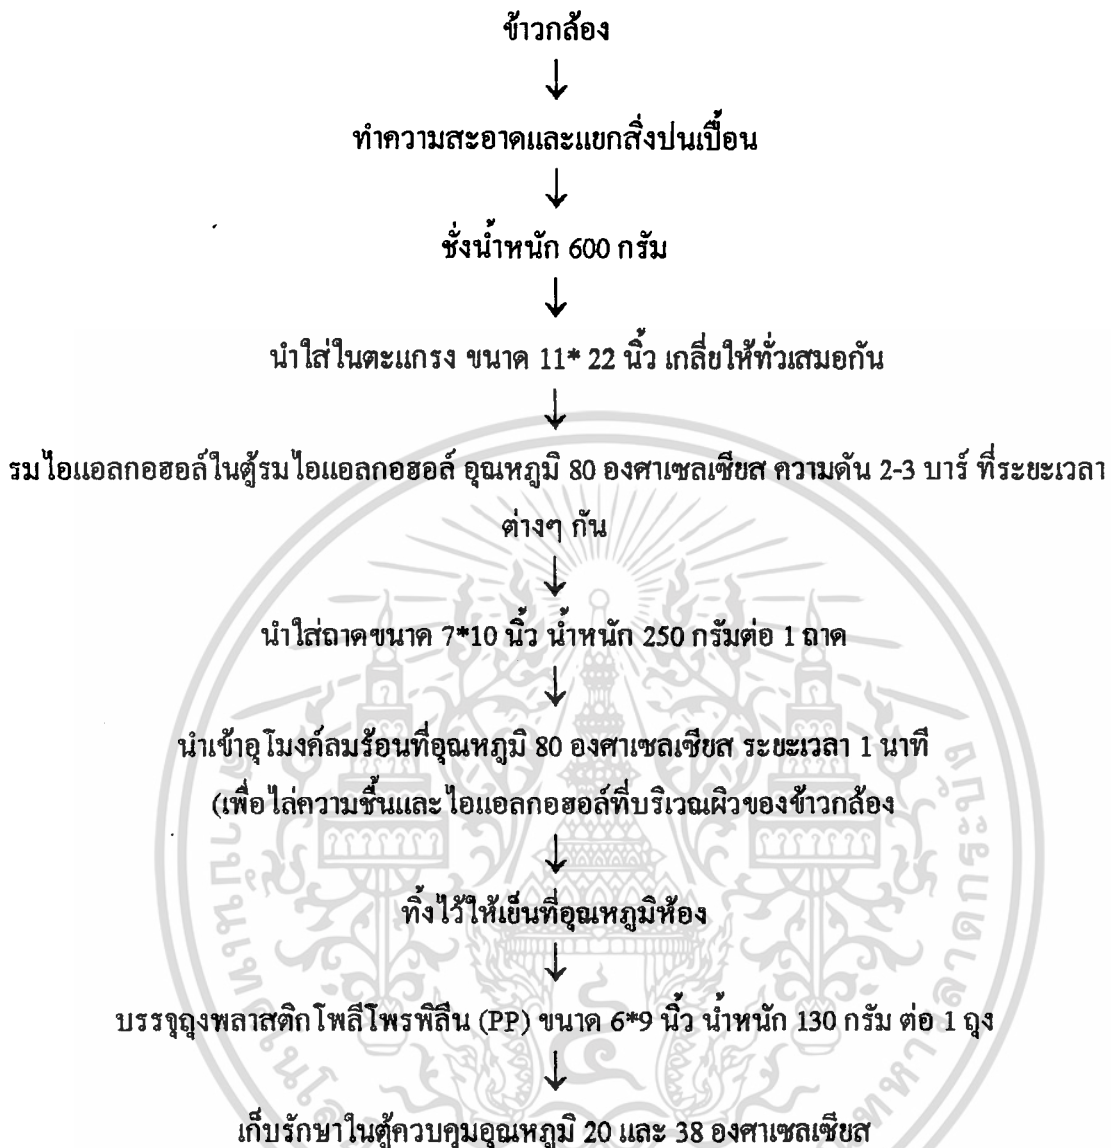 ข้าวกล้อง
ทำความสะอาดและแยกสิ่งปนเปื้อน
ชั่งน้ำหนัก 600 กรัม
นำใส่ในตะแกรง ขนาด 11* 22 นิ้ว เกลี่ยให้ทั่วเสมอกัน
รมไอแอลกอฮอล์ในตู้รมไอแอลกอฮอล์ อุณหภูมิ 80 องศาเซลเซียส ความดัน 2-3 บาร์ ที่ระยะเวลา
ต่างๆ กัน
นำใส่ถาดขนาด 7*10 นิ้ว น้ำหนัก 250 กรัมต่อ 1 ถาด
นำเข้าอุโมงค์ลมร้อนที่อุณหภูมิ 80 องศาเซลเซียส ระยะเวลา 1 นาที
(เพื่อไล่ความชื้นและไอแอลกอฮอล์ที่บริเวณผิวของข้าวกล้อง
ทิ้งไว้ให้เย็นที่อุณหภูมิห้อง
บรรจุถุงพลาสติกโพลีโพรพิลีน (PP) ขนาด 6*9 นิ้ว น้ำหนัก 130 กรัม ต่อ 1 ถุง
เก็บรักษาในตู้ควบคุมอุณหภูมิ 20 และ 38 องศาเซลเซียส